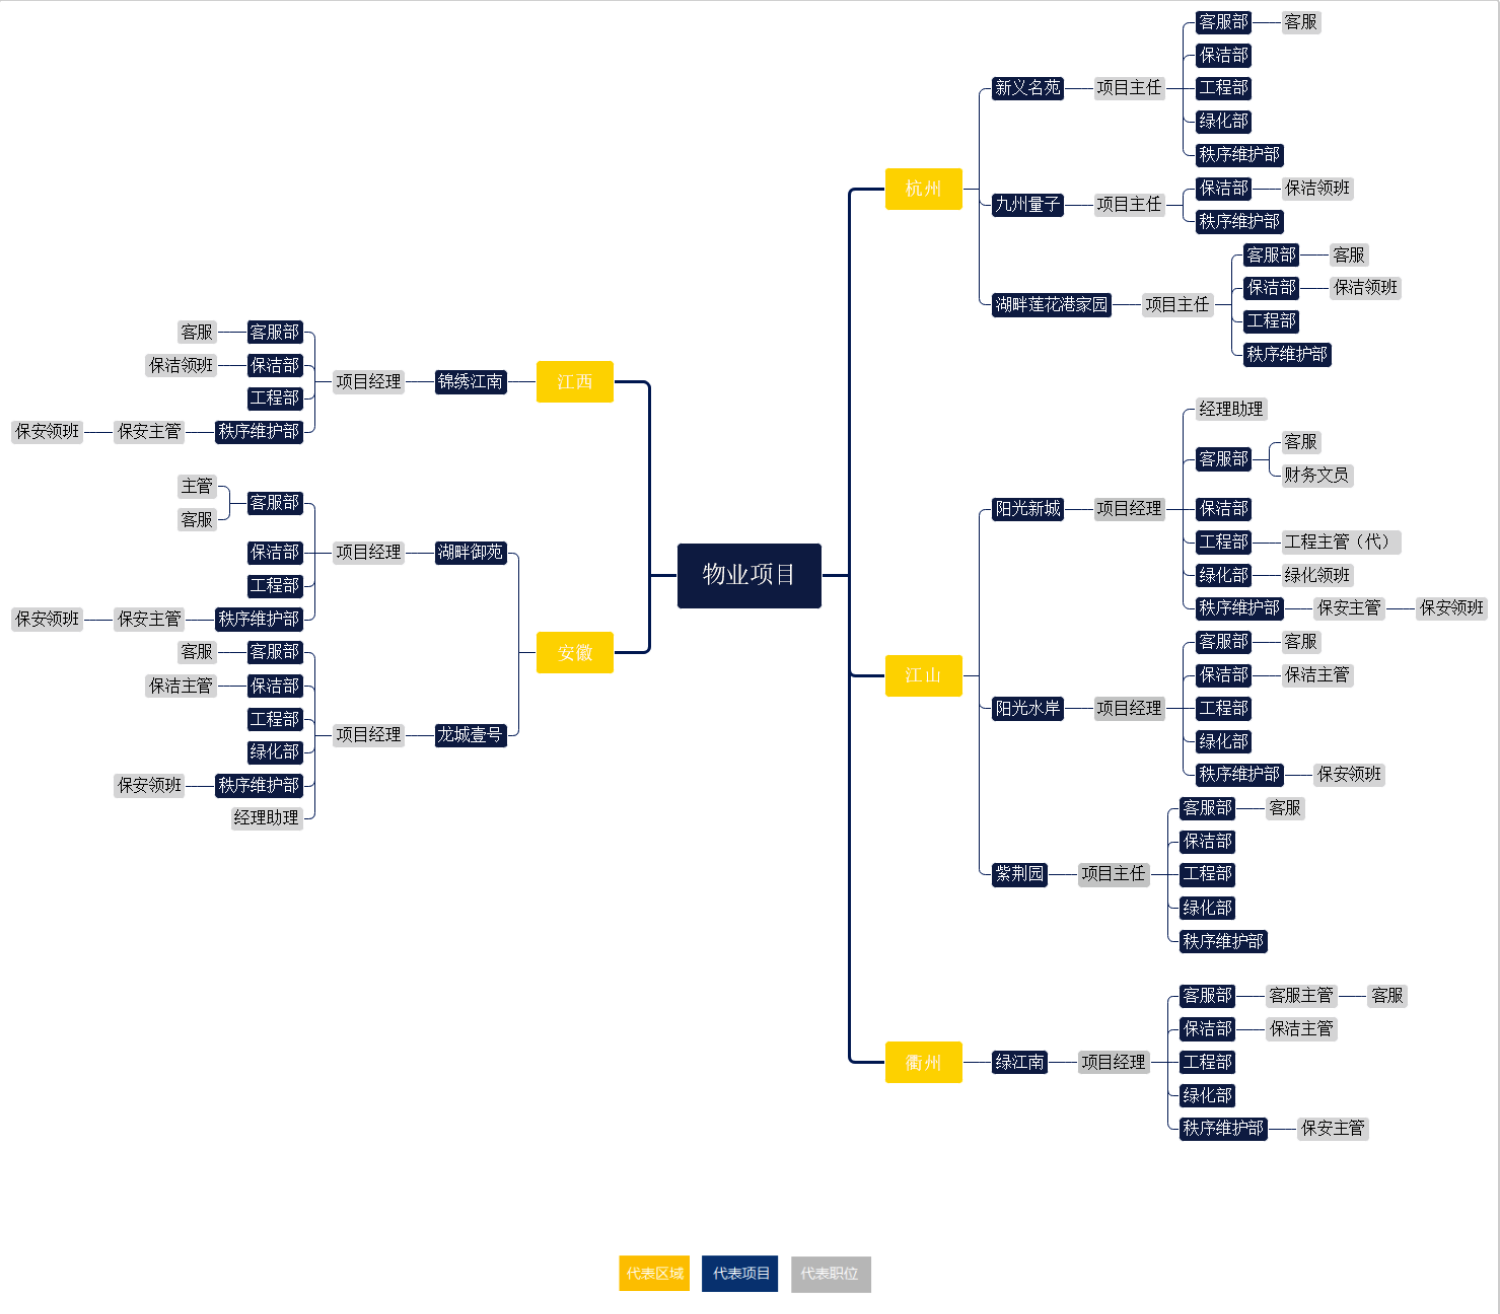 物业项目
杭州
新义名苑
项目主任
客服部
客服
保洁部
工程部
绿化部
秩序维护部
九州量子
项目主任
保洁部
保洁领班
秩序维护部
湖畔莲花港家园
项目主任
客服部
客服
保洁部
保洁领班
工程部
秩序维护部
江山
阳光新城
项目经理
经理助理
客服部
客服
财务文员
保洁部
工程部
工程主管（代）
绿化部
绿化领班
秩序维护部
保安主管
保安领班
阳光水岸
项目经理
客服部
客服
保洁部
保洁主管
工程部
绿化部
秩序维护部
保安领班
紫荆园
项目主任
客服部
客服
保洁部
工程部
绿化部
秩序维护部
衢州
绿江南
项目经理
客服部
客服主管
客服
保洁部
保洁主管
工程部
绿化部
秩序维护部
保安主管
江西
锦绣江南
项目经理
客服部
客服
保洁部
保洁领班
工程部
秩序维护部
保安主管
保安领班
安徽
湖畔御苑
项目经理
客服部
主管
客服
保洁部
工程部
秩序维护部
保安主管
保安领班
龙城壹号
项目经理
客服部
客服
保洁部
保洁主管
工程部
绿化部
秩序维护部
保安领班
经理助理
代表区域
代表项目
代表职位